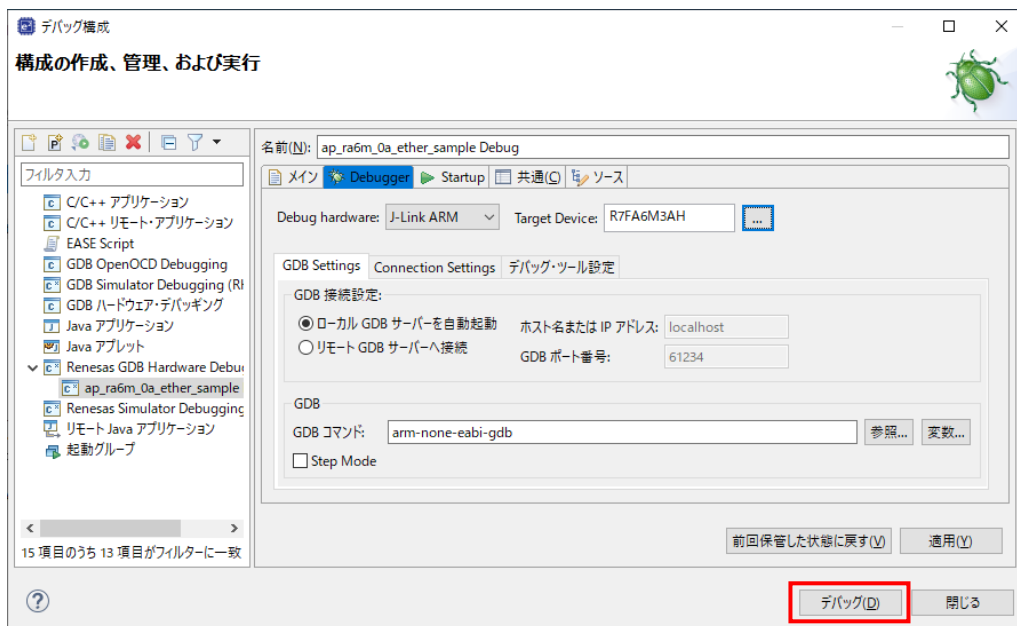 デバッグ構成
構成の作成、管理、および実行
名前(N): ap_ra6m_0a_ether_sample Debug
フィルタ入力
C/C++ アプリケーション
C/C++ リモート・アプリケーション
EASE Script
GDB OpenOCD Debugging
GDB Simulator Debugging (RH
GDB ハードウェア・デバッギング
Java アプリケーション
Java アプレット
Renesas GDB Hardware Debu
ap_ra6m_0a_ether_sample
Renesas Simulator Debugging
リモート Java アプリケーション
起動グループ
15 項目のうち 13 項目がフィルターに一致
メイン Debugger Startup 共通(C) ソース
Debug hardware: J-Link ARM Target Device: R7FA6M3AH ...
GDB Settings Connection Settings デバッグ・ツール設定
GDB 接続設定:
ローカル GDB サーバーを自動起動 ホスト名または IP アドレス: localhost
リモート GDB サーバーへ接続 GDB ポート番号: 61234
GDB
GDB コマンド: arm-none-eabi-gdb 参照... 変数...
Step Mode
前回保管した状態に戻す(V) 適用(Y)
? デバッグ(D) 閉じる